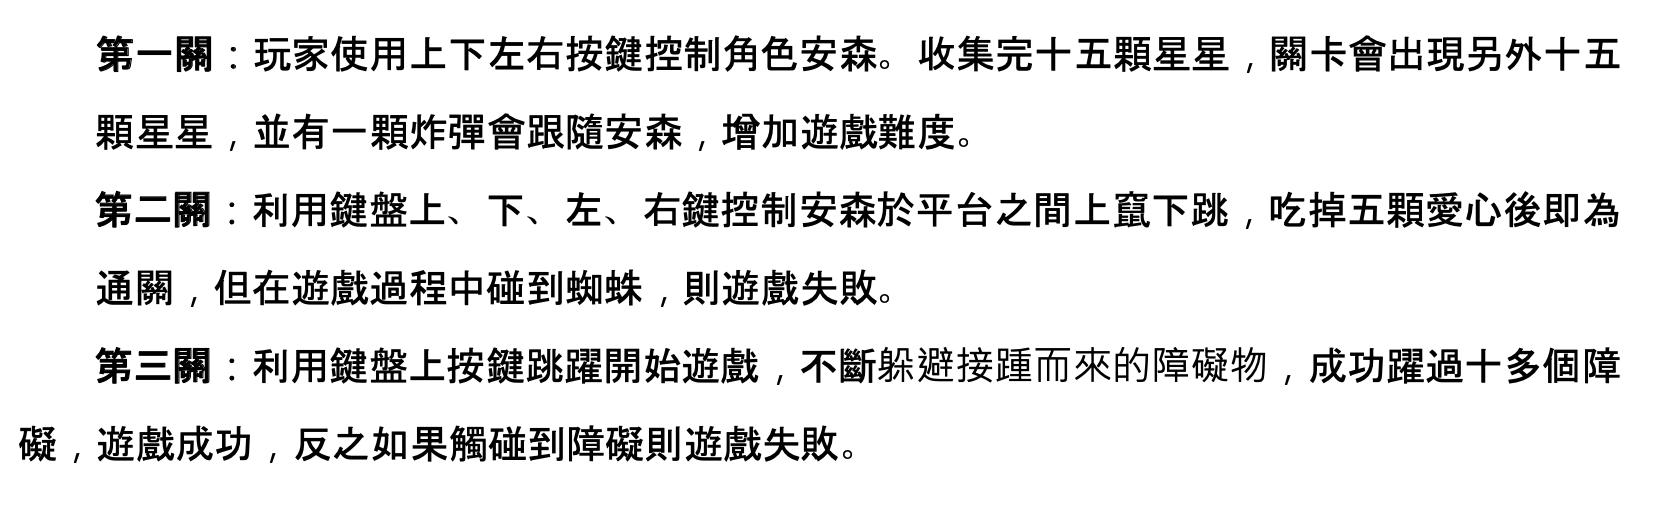 第一關：玩家使用上下左右按鍵控制角色安森。收集完十五顆星星，關卡會出現另外十五
顆星星，並有一顆炸彈會跟隨安森，增加遊戲難度。
第二關：利用鍵盤上、下、左、右鍵控制安森於平台之間上竄下跳，吃掉五顆愛心後即為
通關，但在遊戲過程中碰到蜘蛛，則遊戲失敗。
第三關：利用鍵盤上按鍵跳躍開始遊戲，不斷躲避接踵而來的障礙物，成功躍過十多個障
礙，遊戲成功，反之如果觸碰到障礙則遊戲失敗。